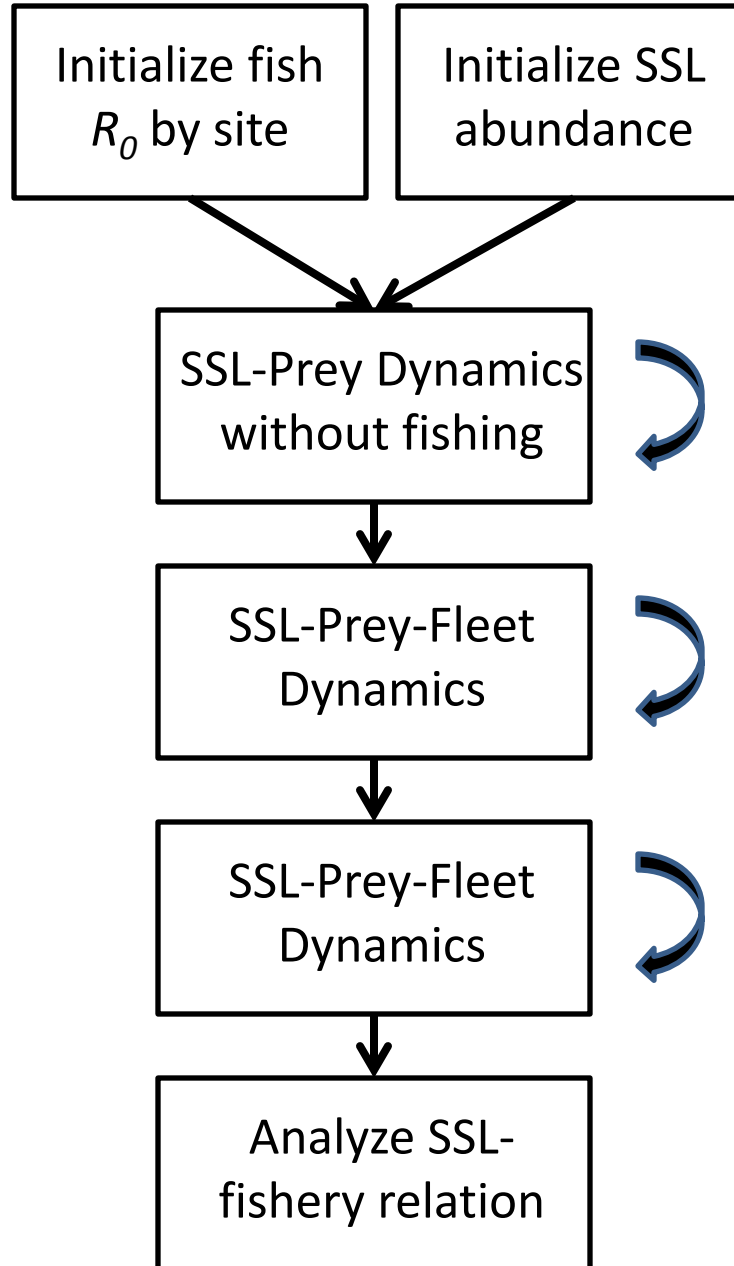 Initialize fish
R0 by site
Initialize SSL
abundance
SSL-Prey Dynamics
without fishing
SSL-Prey-Fleet
Dynamics
SSL-Prey-Fleet
Dynamics
Analyze SSL-
fishery relation